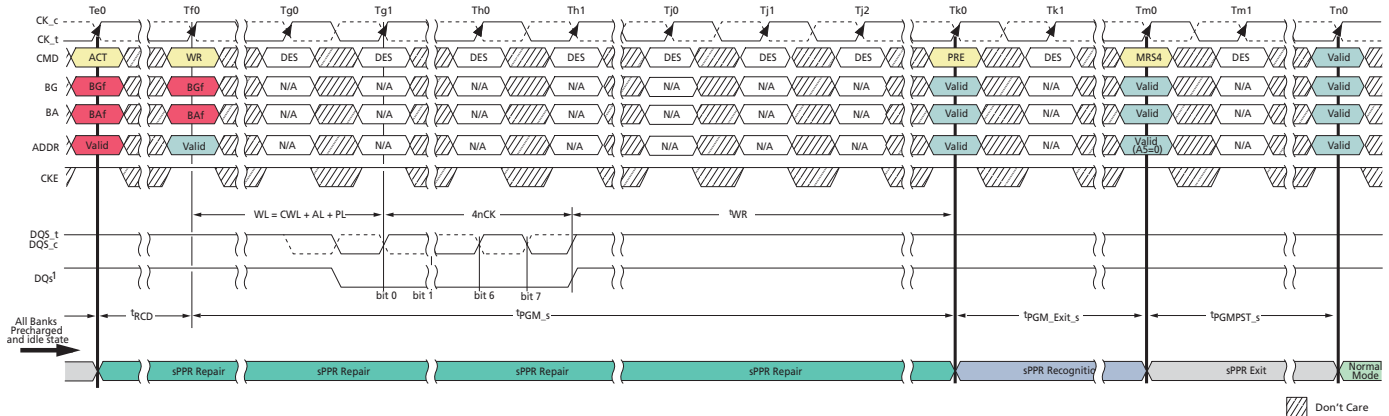 Te0 Tf0 Tg0 Tg1 Th0 Th1 Tj0 Tj1 Tj2 Tk0 Tk1 Tm0 Tm1 Tn0
CK_c
CK_t
CMD ACT WR DES DES DES DES DES DES DES PRE DES MRS4 DES Valid
BG BGf BGf N/A N/A N/A N/A N/A N/A N/A Valid N/A Valid N/A Valid
BA BAf BAf N/A N/A N/A N/A N/A N/A N/A Valid N/A Valid N/A Valid
ADDR Valid Valid N/A N/A N/A N/A N/A N/A N/A Valid N/A Valid (A5=0) N/A Valid
CKE
WL = CWL + AL + PL 4nCK tWR
DQS_t
DQS_c
DQs1
bit 0 bit 1 bit 6 bit 7
All Banks
Precharged
and idle state
tRCD tPGM_s tPGM_Exit_s tPGMPST_s
sPPR Repair sPPR Repair sPPR Repair sPPR Repair sPPR Recognitic sPPR Exit Normal
Mode
Don't Care